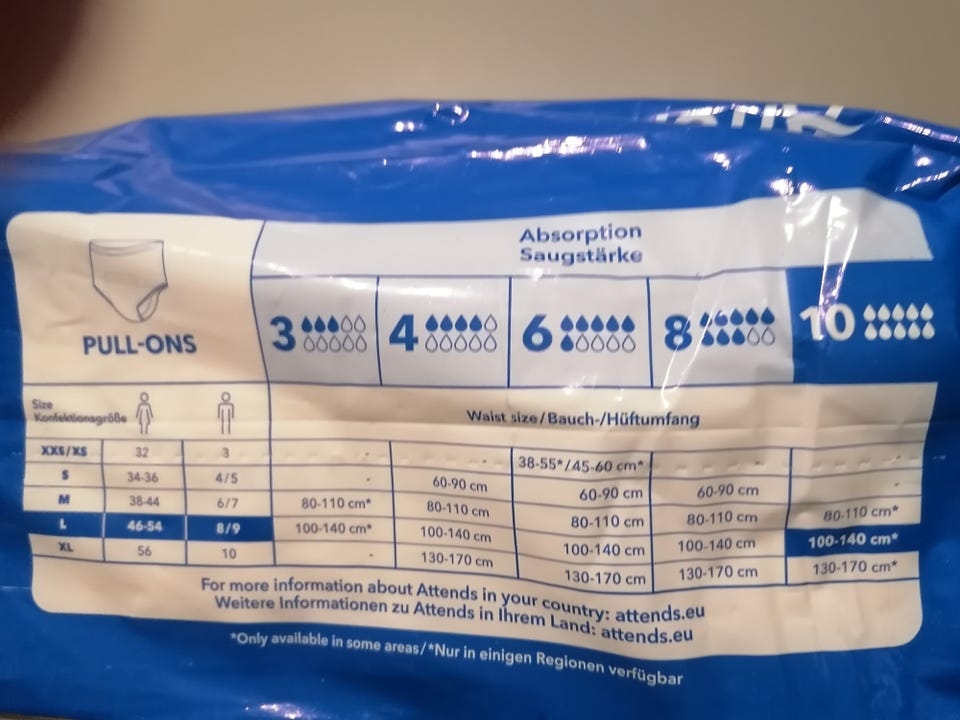 Absorption
Saugstärke
PULL-ONS
3 4 6 8 10
Size
Konfektionsgröße
Waist size/Bauch-/Hüftumfang
XXS/XS 32 3 - - 38-55*/45-60 cm* - -
S 34-36 4/5 - 60-90 cm 60-90 cm 60-90 cm -
M 38-44 6/7 80-110 cm* 80-110 cm 80-110 cm 80-110 cm 80-110 cm*
L 46-54 8/9 100-140 cm* 100-140 cm 100-140 cm 100-140 cm 100-140 cm*
XL 56 10 - 130-170 cm 130-170 cm 130-170 cm 130-170 cm*
For more information about Attends in your country: attends.eu
Weitere Informationen zu Attends in Ihrem Land: attends.eu
*Only available in some areas/*Nur in einigen Regionen verfügbar